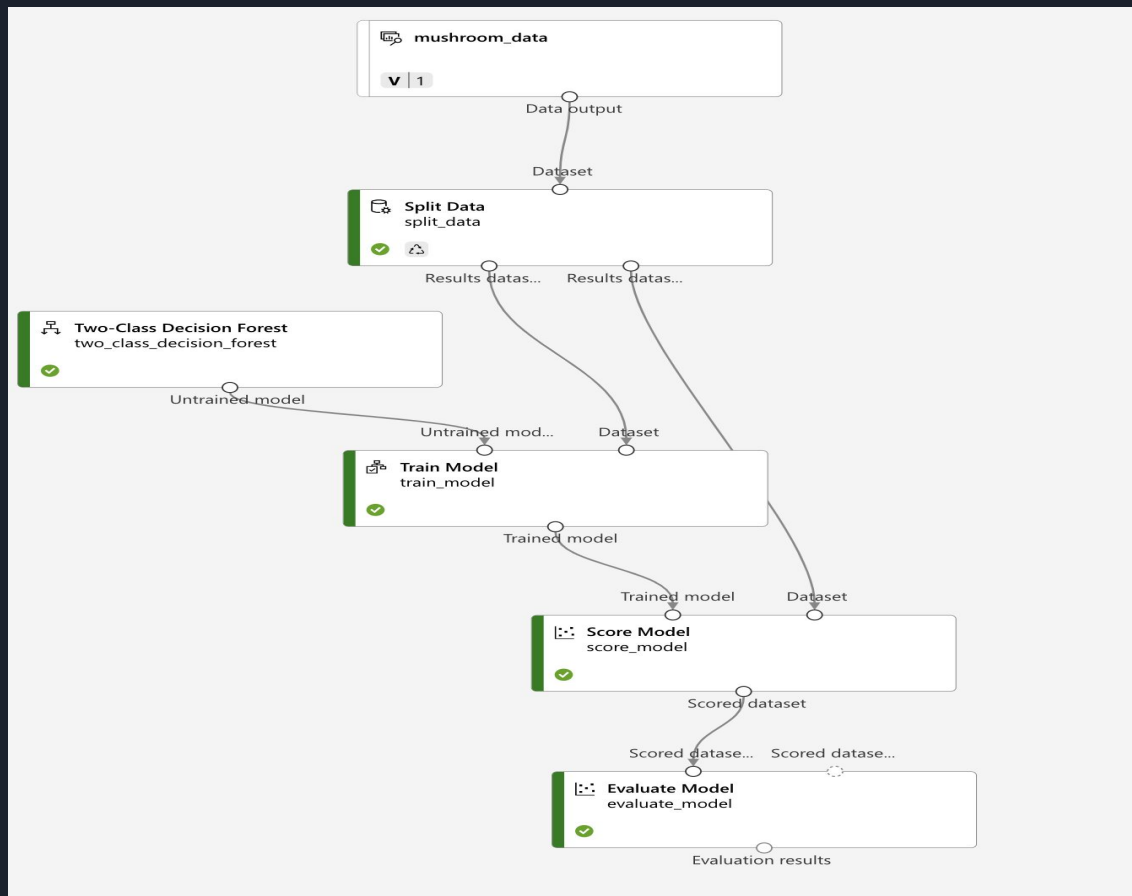 mushroom_data
V | 1
Data output
Dataset
Split Data
split_data
Results datas... Results datas...
Two-Class Decision Forest
two_class_decision_forest
Untrained model
Untrained mod... Dataset
Train Model
train_model
Trained model
Trained model Dataset
Score Model
score_model
Scored dataset
Scored datase... Scored datase...
Evaluate Model
evaluate_model
Evaluation results